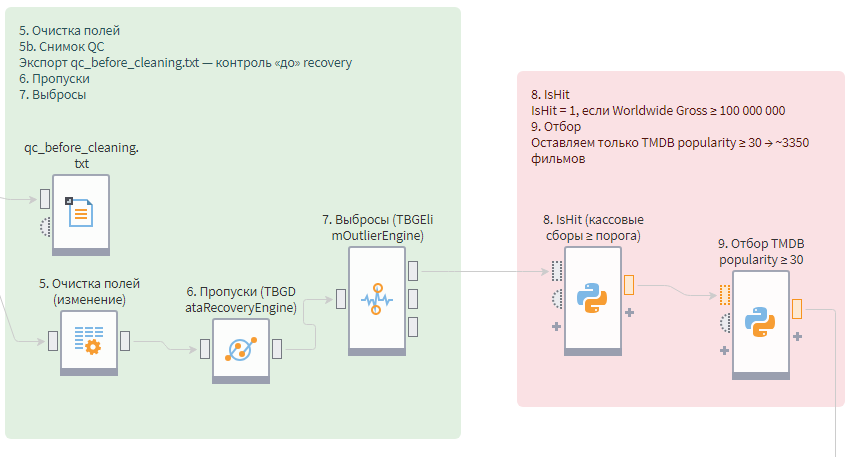 5. Очистка полей
5b. Снимок QC
Экспорт qc_before_cleaning.txt — контроль «до» recovery
6. Пропуски
7. Выбросы
8. IsHit
IsHit = 1, если Worldwide Gross ≥ 100 000 000
9. Отбор
Оставляем только TMDB popularity ≥ 30 → ~3350
фильмов
qc_before_cleaning.
txt
7. Выбросы (TBGEli
mOutlierEngine)
8. IsHit (кассовые
сборы ≥ порога)
9. Отбор TMDB
popularity ≥ 30
5. Очистка полей
(изменение)
6. Пропуски (TBGD
ataRecoveryEngine)